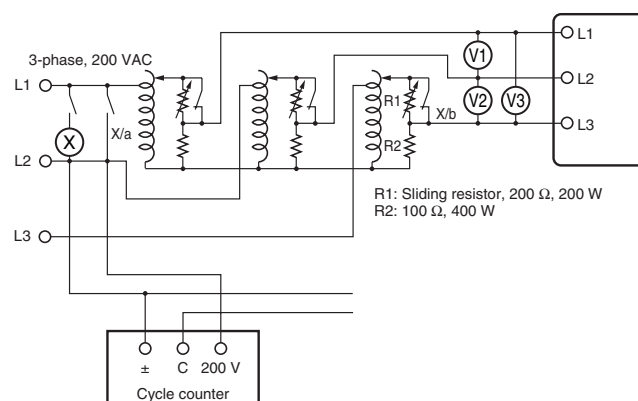 3-phase, 200 VAC
L1
L2
L3
X
X/a
R1
R2
X/b
V1
V2
V3
L1
L2
L3
R1: Sliding resistor, 200 Ω, 200 W
R2: 100 Ω, 400 W
± C 200 V
Cycle counter